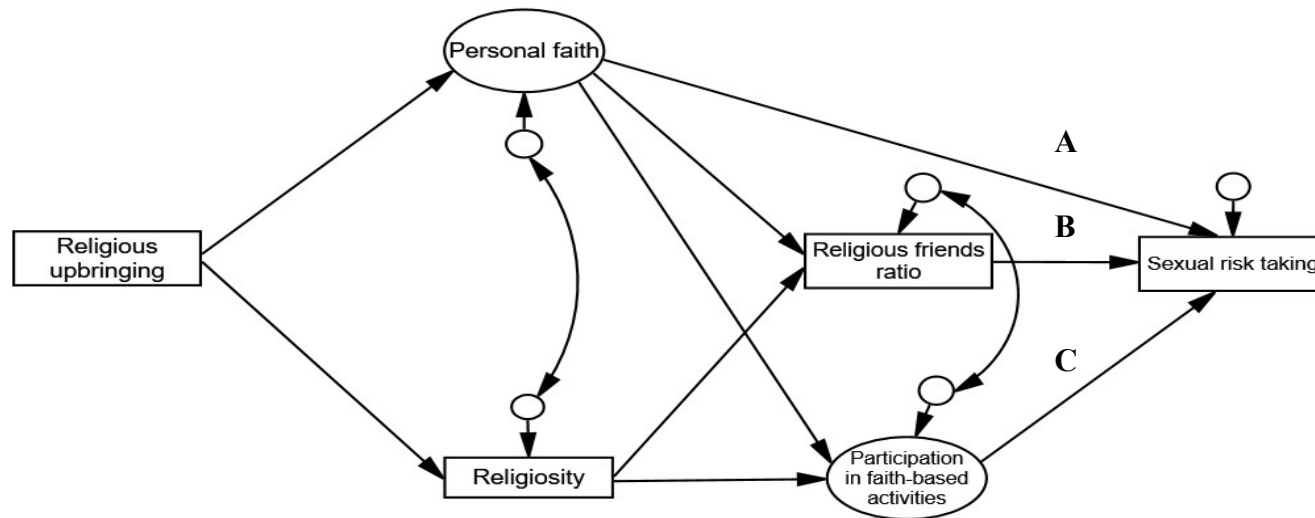 Personal faith
A
Religious
upbringing
Religious friends
ratio
B
Sexual risk taking
C
Religiosity
Participation
in faith-based
activities